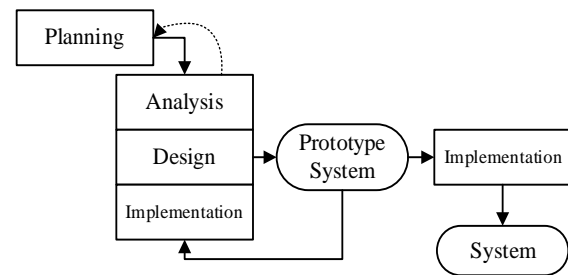 Planning
Analysis
Design
Implementation
Prototype
System
Implementation
System